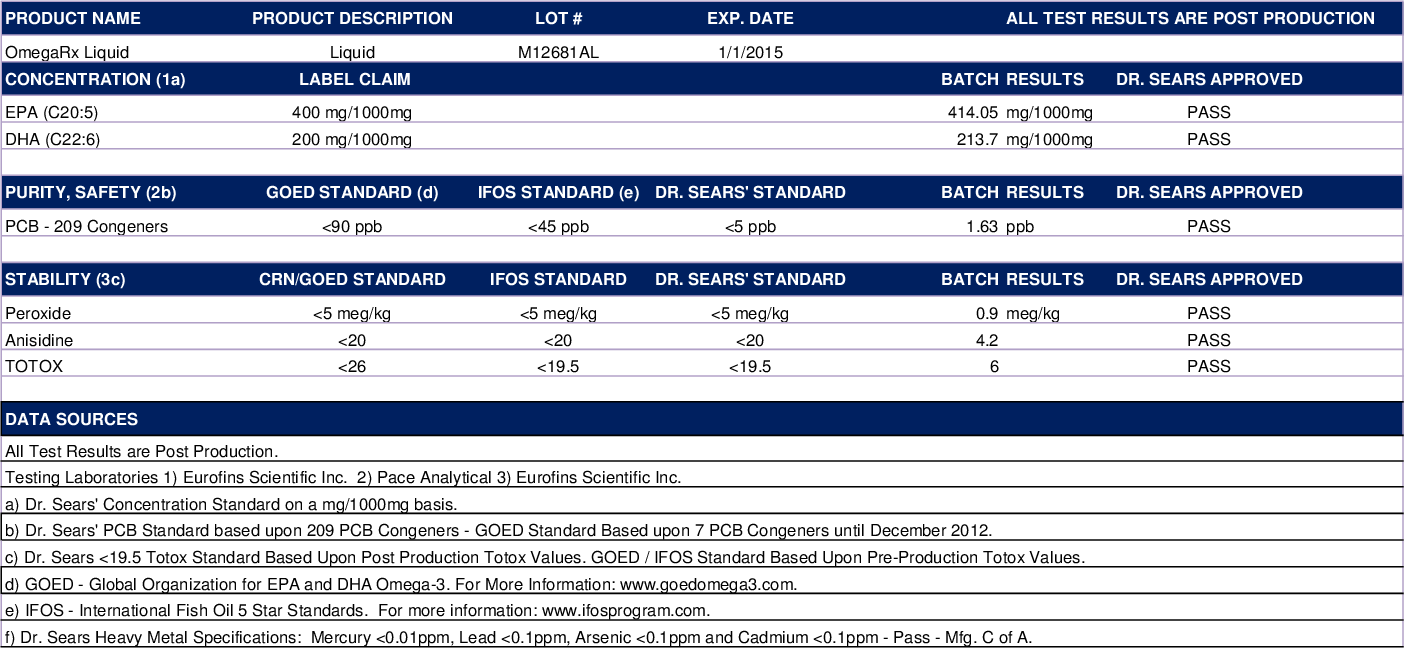 PRODUCT NAME PRODUCT DESCRIPTION LOT # EXP. DATE ALL TEST RESULTS ARE POST PRODUCTION
OmegaRx Liquid Liquid M12681AL 1/1/2015
CONCENTRATION (1a) LABEL CLAIM BATCH RESULTS DR. SEARS APPROVED
EPA (C20:5) 400 mg/1000mg 414.05 mg/1000mg PASS
DHA (C22:6) 200 mg/1000mg 213.7 mg/1000mg PASS
PURITY, SAFETY (2b) GOED STANDARD (d) IFOS STANDARD (e) DR. SEARS' STANDARD BATCH RESULTS DR. SEARS APPROVED
PCB - 209 Congeners <90 ppb <45 ppb <5 ppb 1.63 ppb PASS
STABILITY (3c) CRN/GOED STANDARD IFOS STANDARD DR. SEARS' STANDARD BATCH RESULTS DR. SEARS APPROVED
Peroxide <5 meg/kg <5 meg/kg <5 meg/kg 0.9 meg/kg PASS
Anisidine <20 <20 <20 4.2 PASS
TOTOX <26 <19.5 <19.5 6 PASS
DATA SOURCES
All Test Results are Post Production.
Testing Laboratories 1) Eurofins Scientific Inc. 2) Pace Analytical 3) Eurofins Scientific Inc.
a) Dr. Sears' Concentration Standard on a mg/1000mg basis.
b) Dr. Sears' PCB Standard based upon 209 PCB Congeners - GOED Standard Based upon 7 PCB Congeners until December 2012.
c) Dr. Sears <19.5 Totox Standard Based Upon Post Production Totox Values. GOED / IFOS Standard Based Upon Pre-Production Totox Values.
d) GOED - Global Organization for EPA and DHA Omega-3. For More Information: www.goedomega3.com.
e) IFOS - International Fish Oil 5 Star Standards. For more information: www.ifosprogram.com.
f) Dr. Sears Heavy Metal Specifications: Mercury <0.01ppm, Lead <0.1ppm, Arsenic <0.1ppm and Cadmium <0.1ppm - Pass - Mfg. C of A.